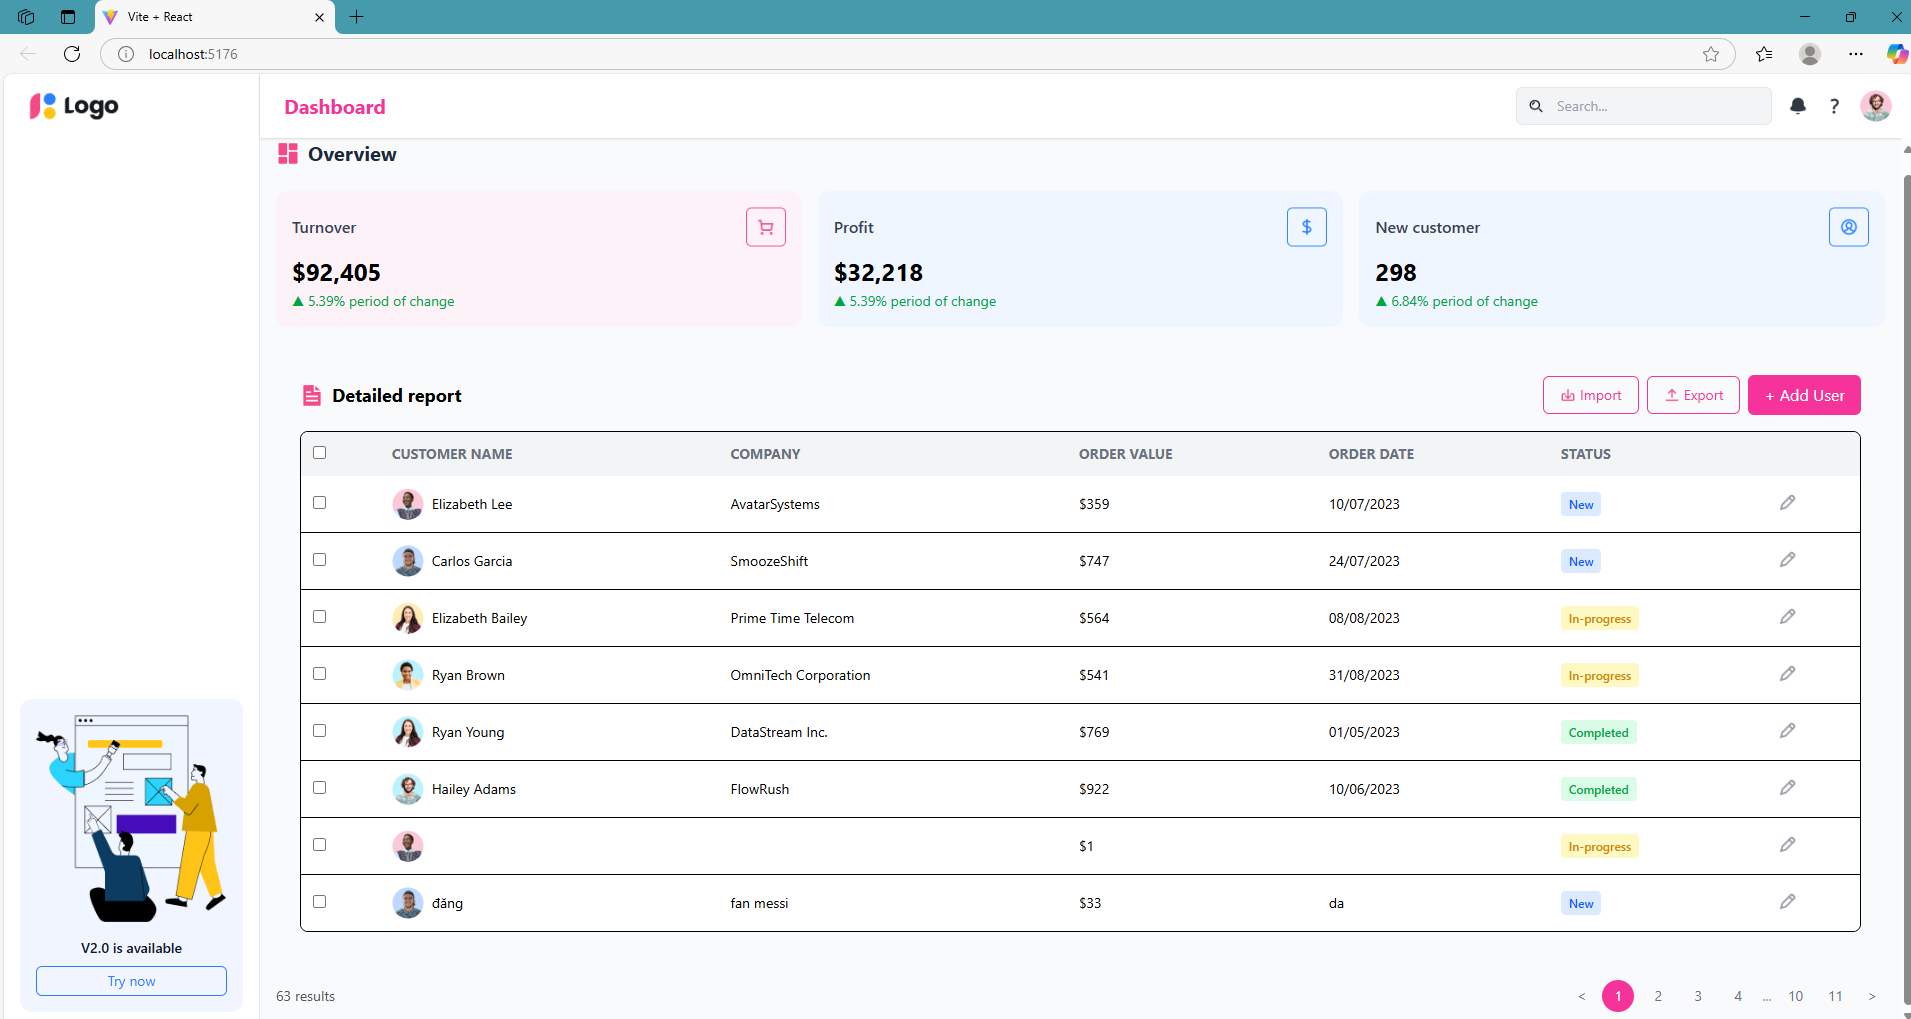 Vite + React
localhost:5176
Logo
Dashboard
Search...
?
Overview
Turnover
$92,405
▲ 5.39% period of change
Profit
$
$32,218
▲ 5.39% period of change
New customer
298
▲ 6.84% period of change
Detailed report
Import
Export
+ Add User
CUSTOMER NAME COMPANY ORDER VALUE ORDER DATE STATUS
Elizabeth Lee AvatarSystems $359 10/07/2023 New
Carlos Garcia SmoozeShift $747 24/07/2023 New
Elizabeth Bailey Prime Time Telecom $564 08/08/2023 In-progress
Ryan Brown OmniTech Corporation $541 31/08/2023 In-progress
Ryan Young DataStream Inc. $769 01/05/2023 Completed
Hailey Adams FlowRush $922 10/06/2023 Completed
$1 In-progress
đăng fan messi $33 da New
V2.0 is available
Try now
63 results
< 1 2 3 4 ... 10 11 >